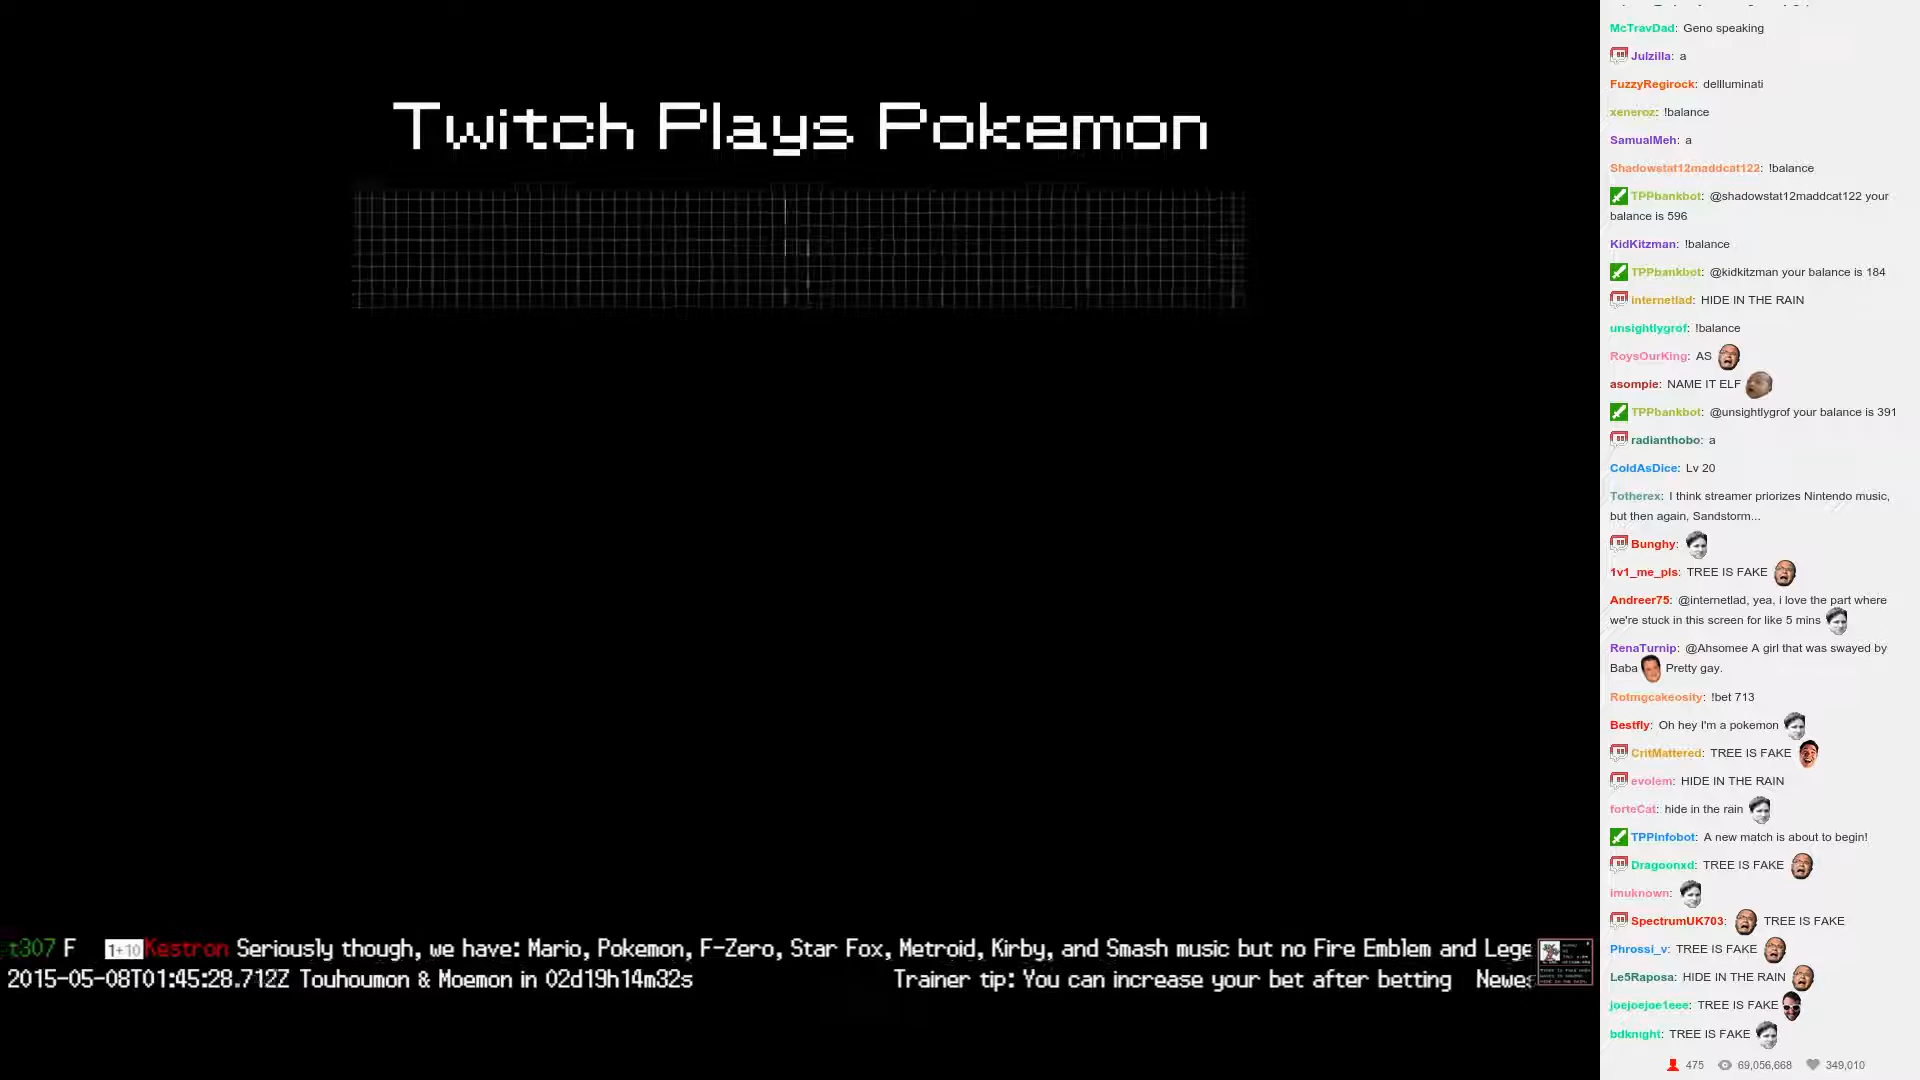 Twitch Plays Pokemon
t307 F 1+10 Kestron Seriously though, we have: Mario, Pokemon, F-Zero, Star Fox, Metroid, Kirby, and Smash music but no Fire Emblem and Lege
2015-05-08T01:45:28.712Z Touhoumon & Moemon in 02d19h14m32s Trainer tip: You can increase your bet after betting Newes
McTravDad: Geno speaking
Julzilla: a
FuzzyRegirock: dellluminati
xeneroz: !balance
SamualMeh: a
Shadowstat12maddcat122: !balance
TPPbankbot: @shadowstat12maddcat122 your
balance is 596
KidKitzman: !balance
TPPbankbot: @kidkitzman your balance is 184
internetlad: HIDE IN THE RAIN
unsightlygrof: !balance
RoysOurKing: AS
asompie: NAME IT ELF
TPPbankbot: @unsightlygrof your balance is 391
radianthobo: a
ColdAsDice: Lv 20
Totherex: I think streamer priorizes Nintendo music,
but then again, Sandstorm...
Bunghy:
1v1_me_pls: TREE IS FAKE
Andreer75: @internetlad, yea, i love the part where
we're stuck in this screen for like 5 mins
RenaTurnip: @Ahsomee A girl that was swayed by
Baba Pretty gay.
Rotmgcakeosity: !bet 713
Bestfly: Oh hey I'm a pokemon
CritMattered: TREE IS FAKE
evolem: HIDE IN THE RAIN
forteCat: hide in the rain
TPPinfobot: A new match is about to begin!
Dragoonxd: TREE IS FAKE
imuknown:
SpectrumUK703: TREE IS FAKE
Phrossi_v: TREE IS FAKE
Le5Raposa: HIDE IN THE RAIN
joejoejoe1eee: TREE IS FAKE
bdknight: TREE IS FAKE
475 69,056,668 349,010